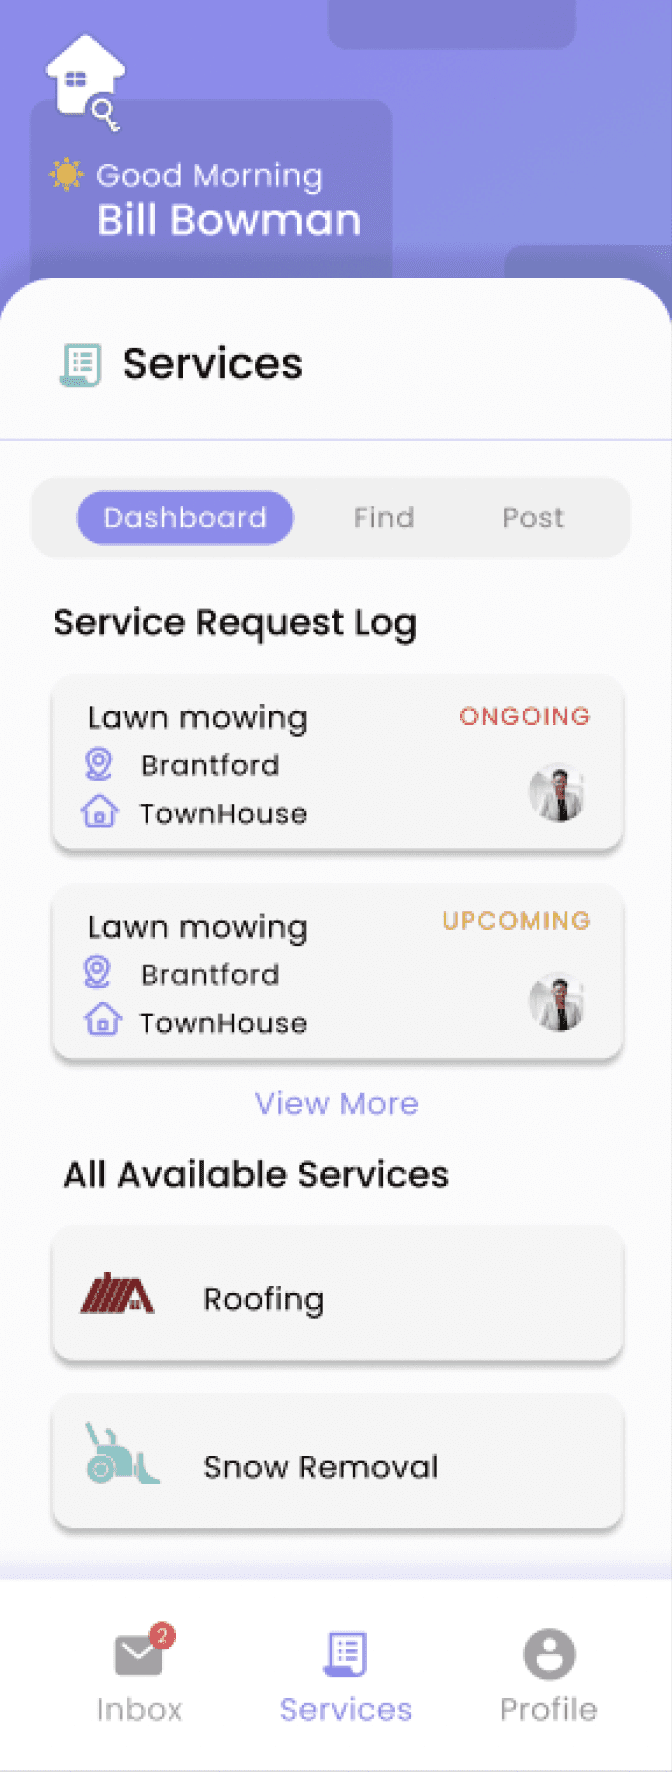 Good Morning
Bill Bowman
Services
Dashboard Find Post
Service Request Log
Lawn mowing ONGOING
Brantford
TownHouse
Lawn mowing UPCOMING
Brantford
TownHouse
View More
All Available Services
Roofing
Snow Removal
2
Inbox Services Profile